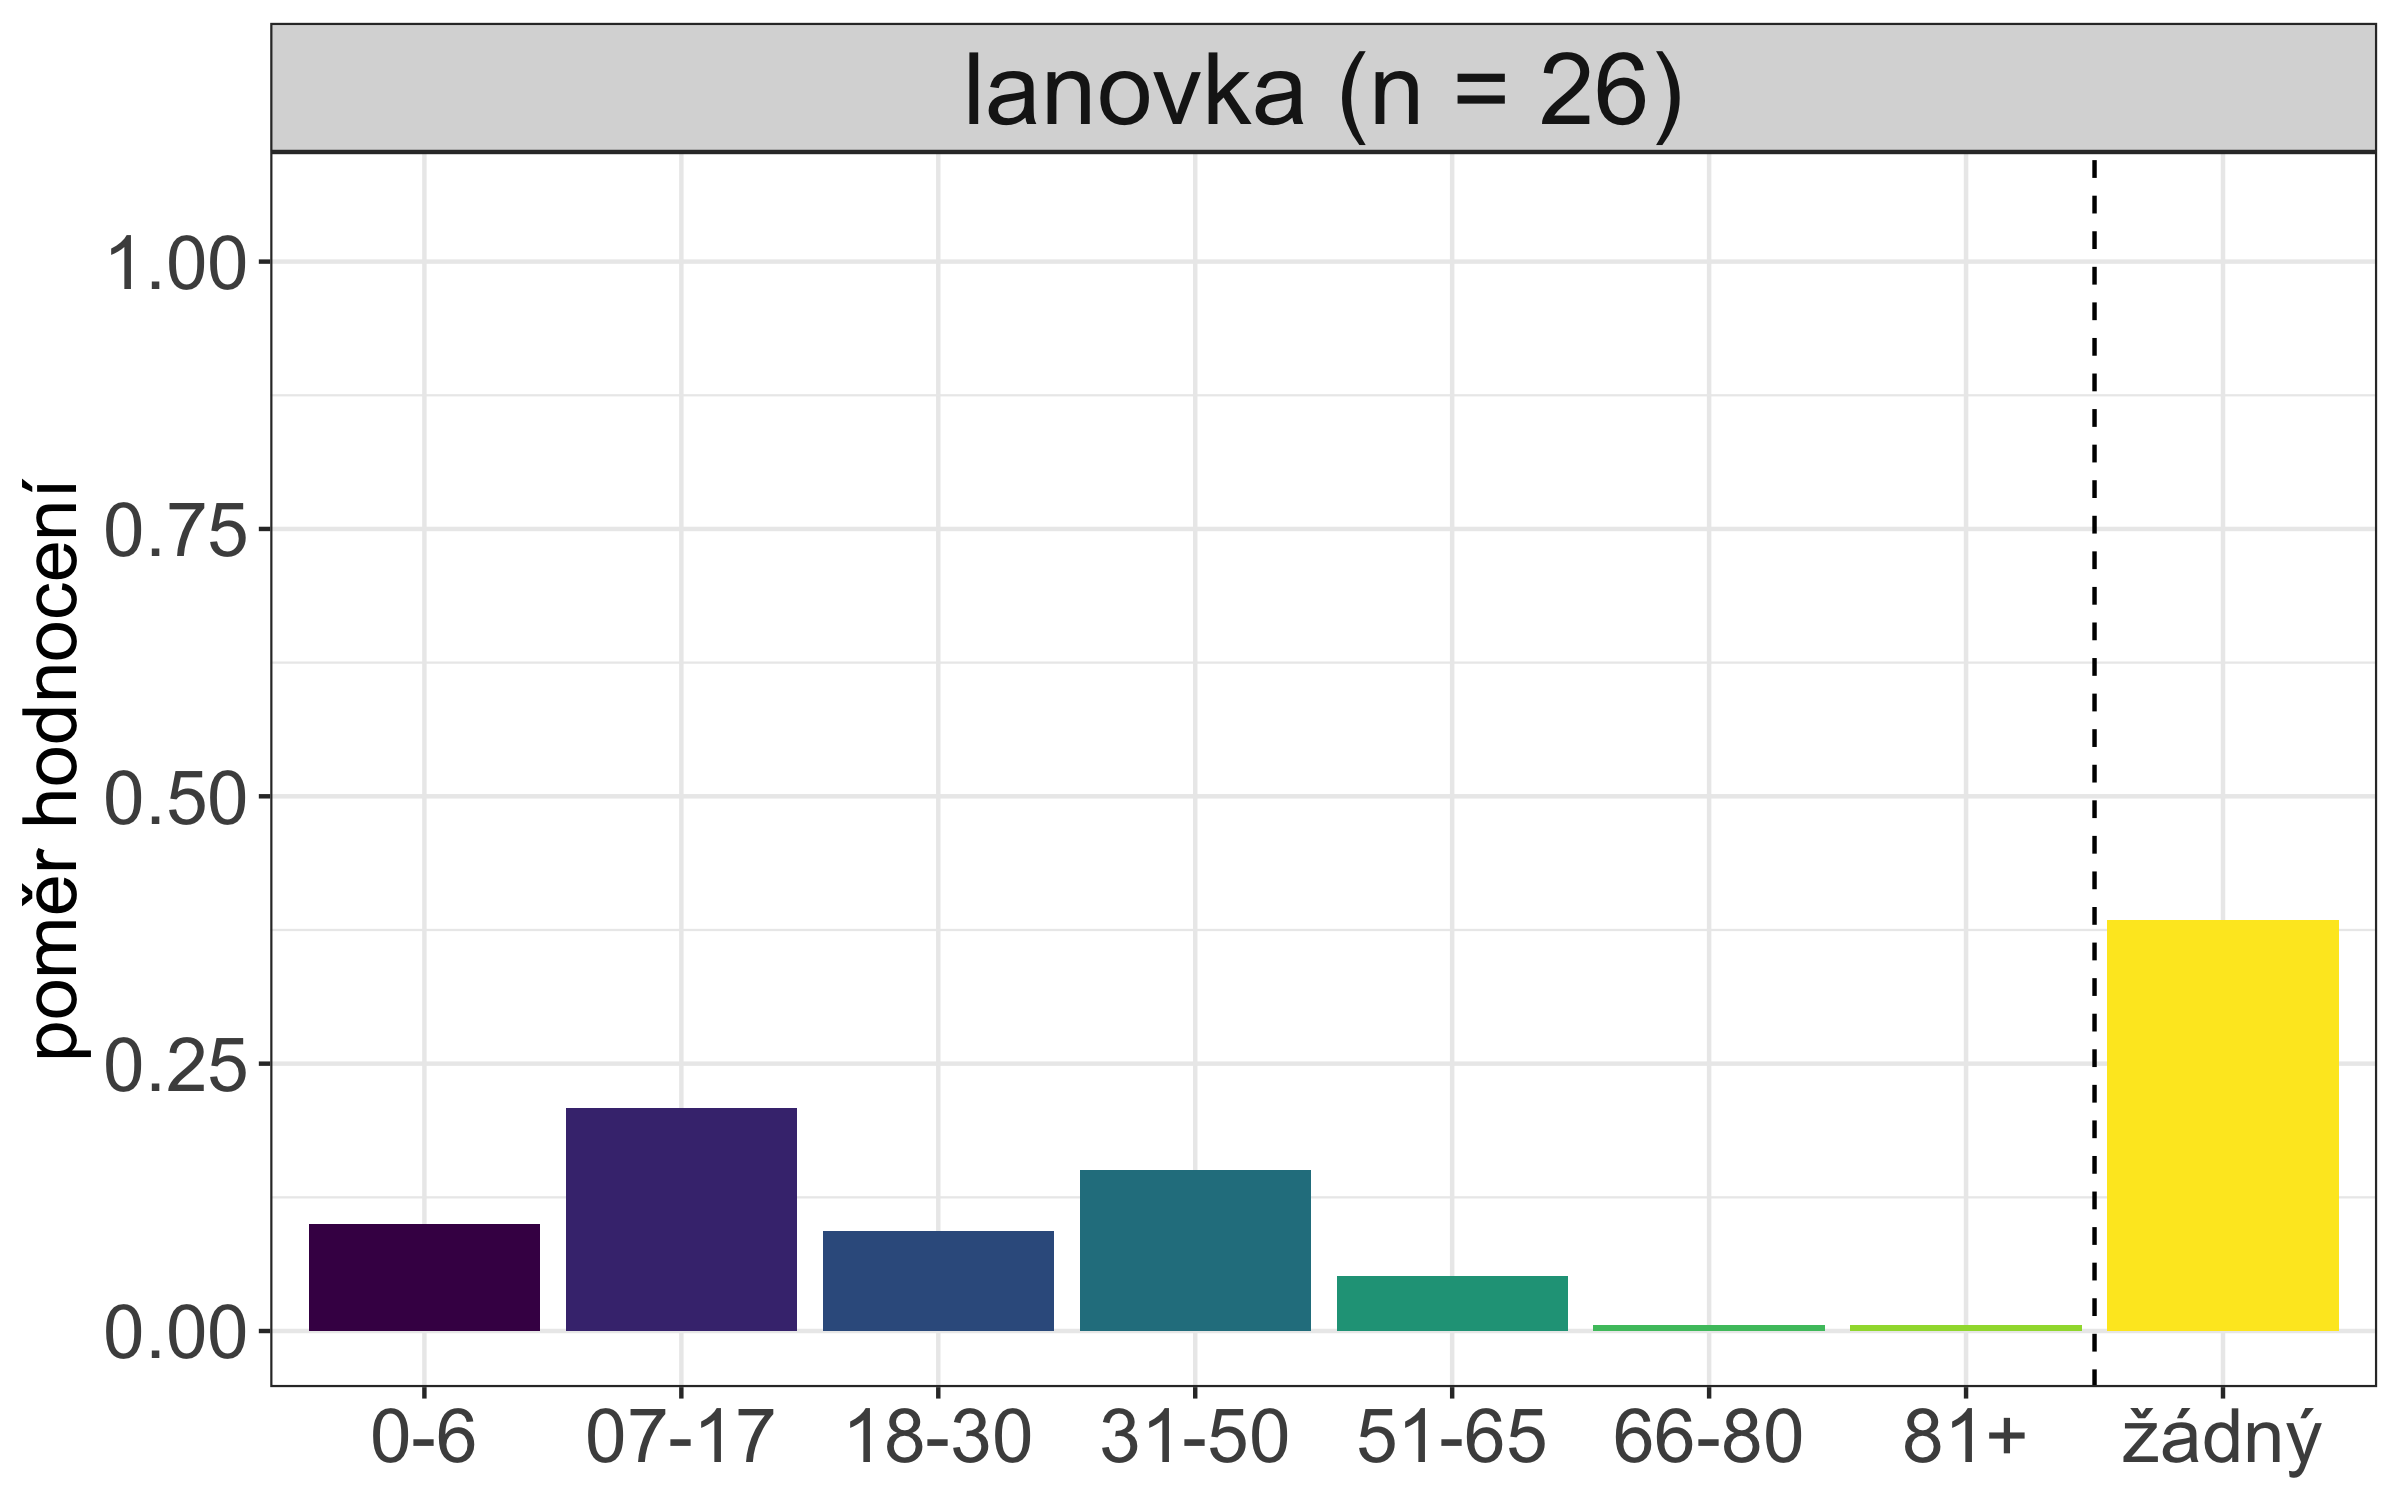 lanovka (n = 26)
poměr hodnocení
1.00
0.75
0.50
0.25
0.00
0-6 07-17 18-30 31-50 51-65 66-80 81+ žádný